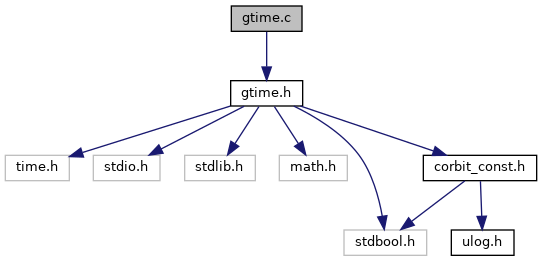 gtime.c
gtime.h
time.h
stdio.h
stdlib.h
math.h
corbit_const.h
stdbool.h
ulog.h